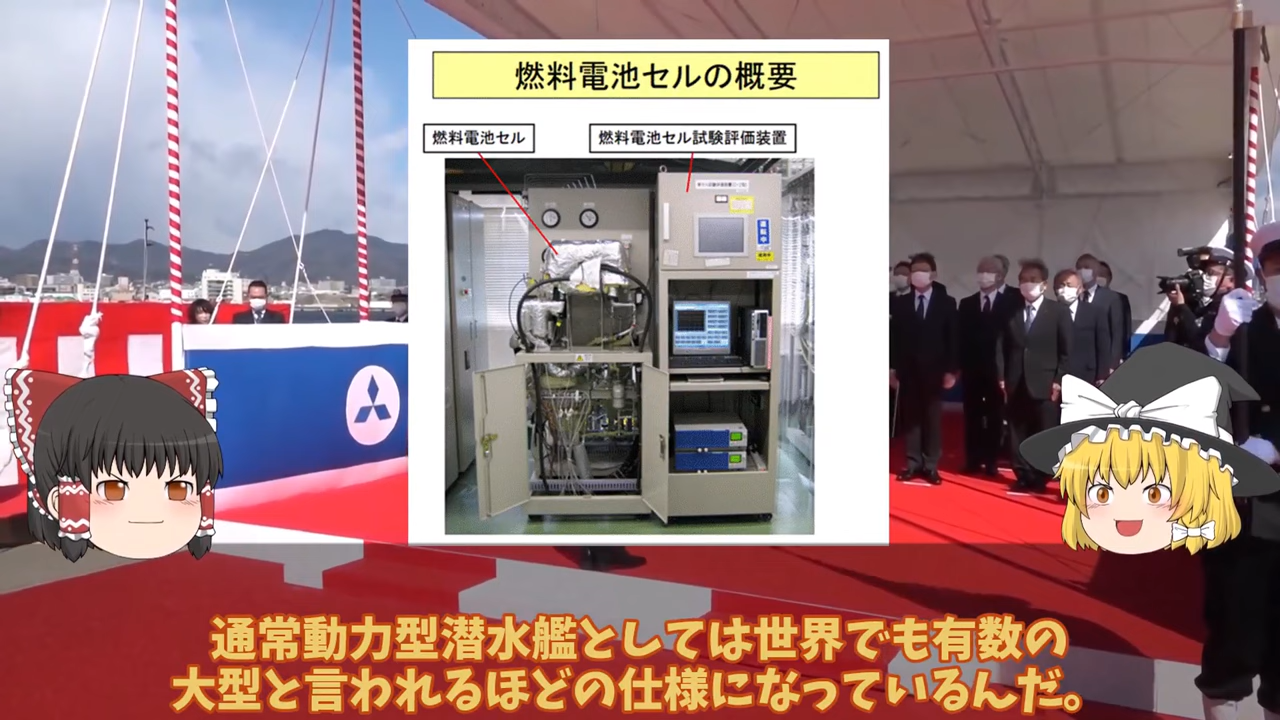 燃料電池セルの概要
燃料電池セル
燃料電池セル試験評価装置
運転中
通常動力型潜水艦としては世界でも有数の
大型と言われるほどの仕様になっているんだ。